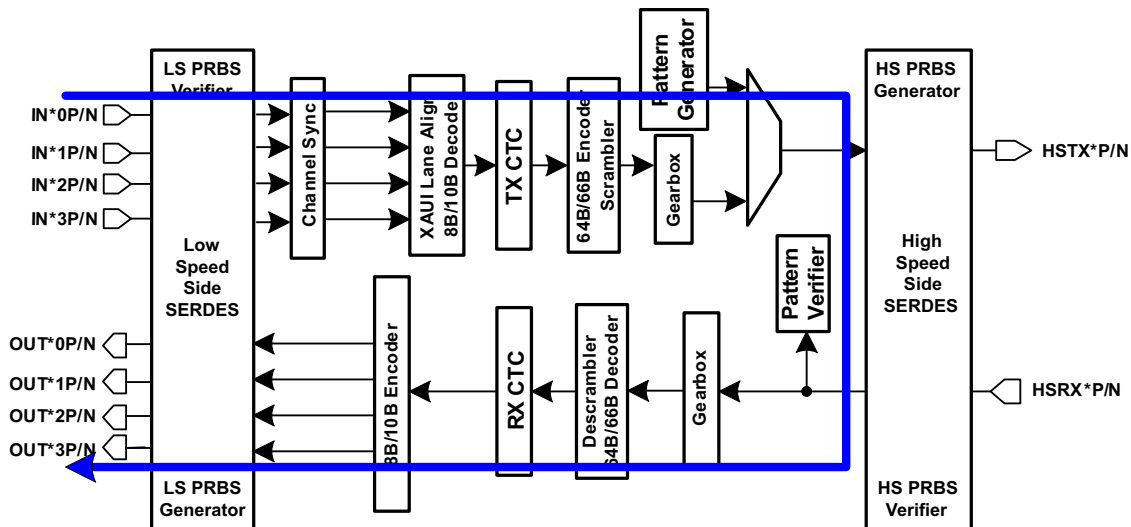 LS PRBS
Verifier
IN*0P/N
IN*1P/N
IN*2P/N
IN*3P/N
Low
Speed
Side
SERDES
OUT*0P/N
OUT*1P/N
OUT*2P/N
OUT*3P/N
LS PRBS
Generator
Channel Sync
XAUI Lane Align
8B/10B Decode
TX CTC
64B/66B Encoder
Scrambler
Pattern
Generator
Gearbox
8B/10B Encoder
RX CTC
Descrambler
64B/66B Decoder
Gearbox
Pattern
Verifier
HS PRBS
Generator
High
Speed
Side
SERDES
HS PRBS
Verifier
HSTX*P/N
HSRX*P/N